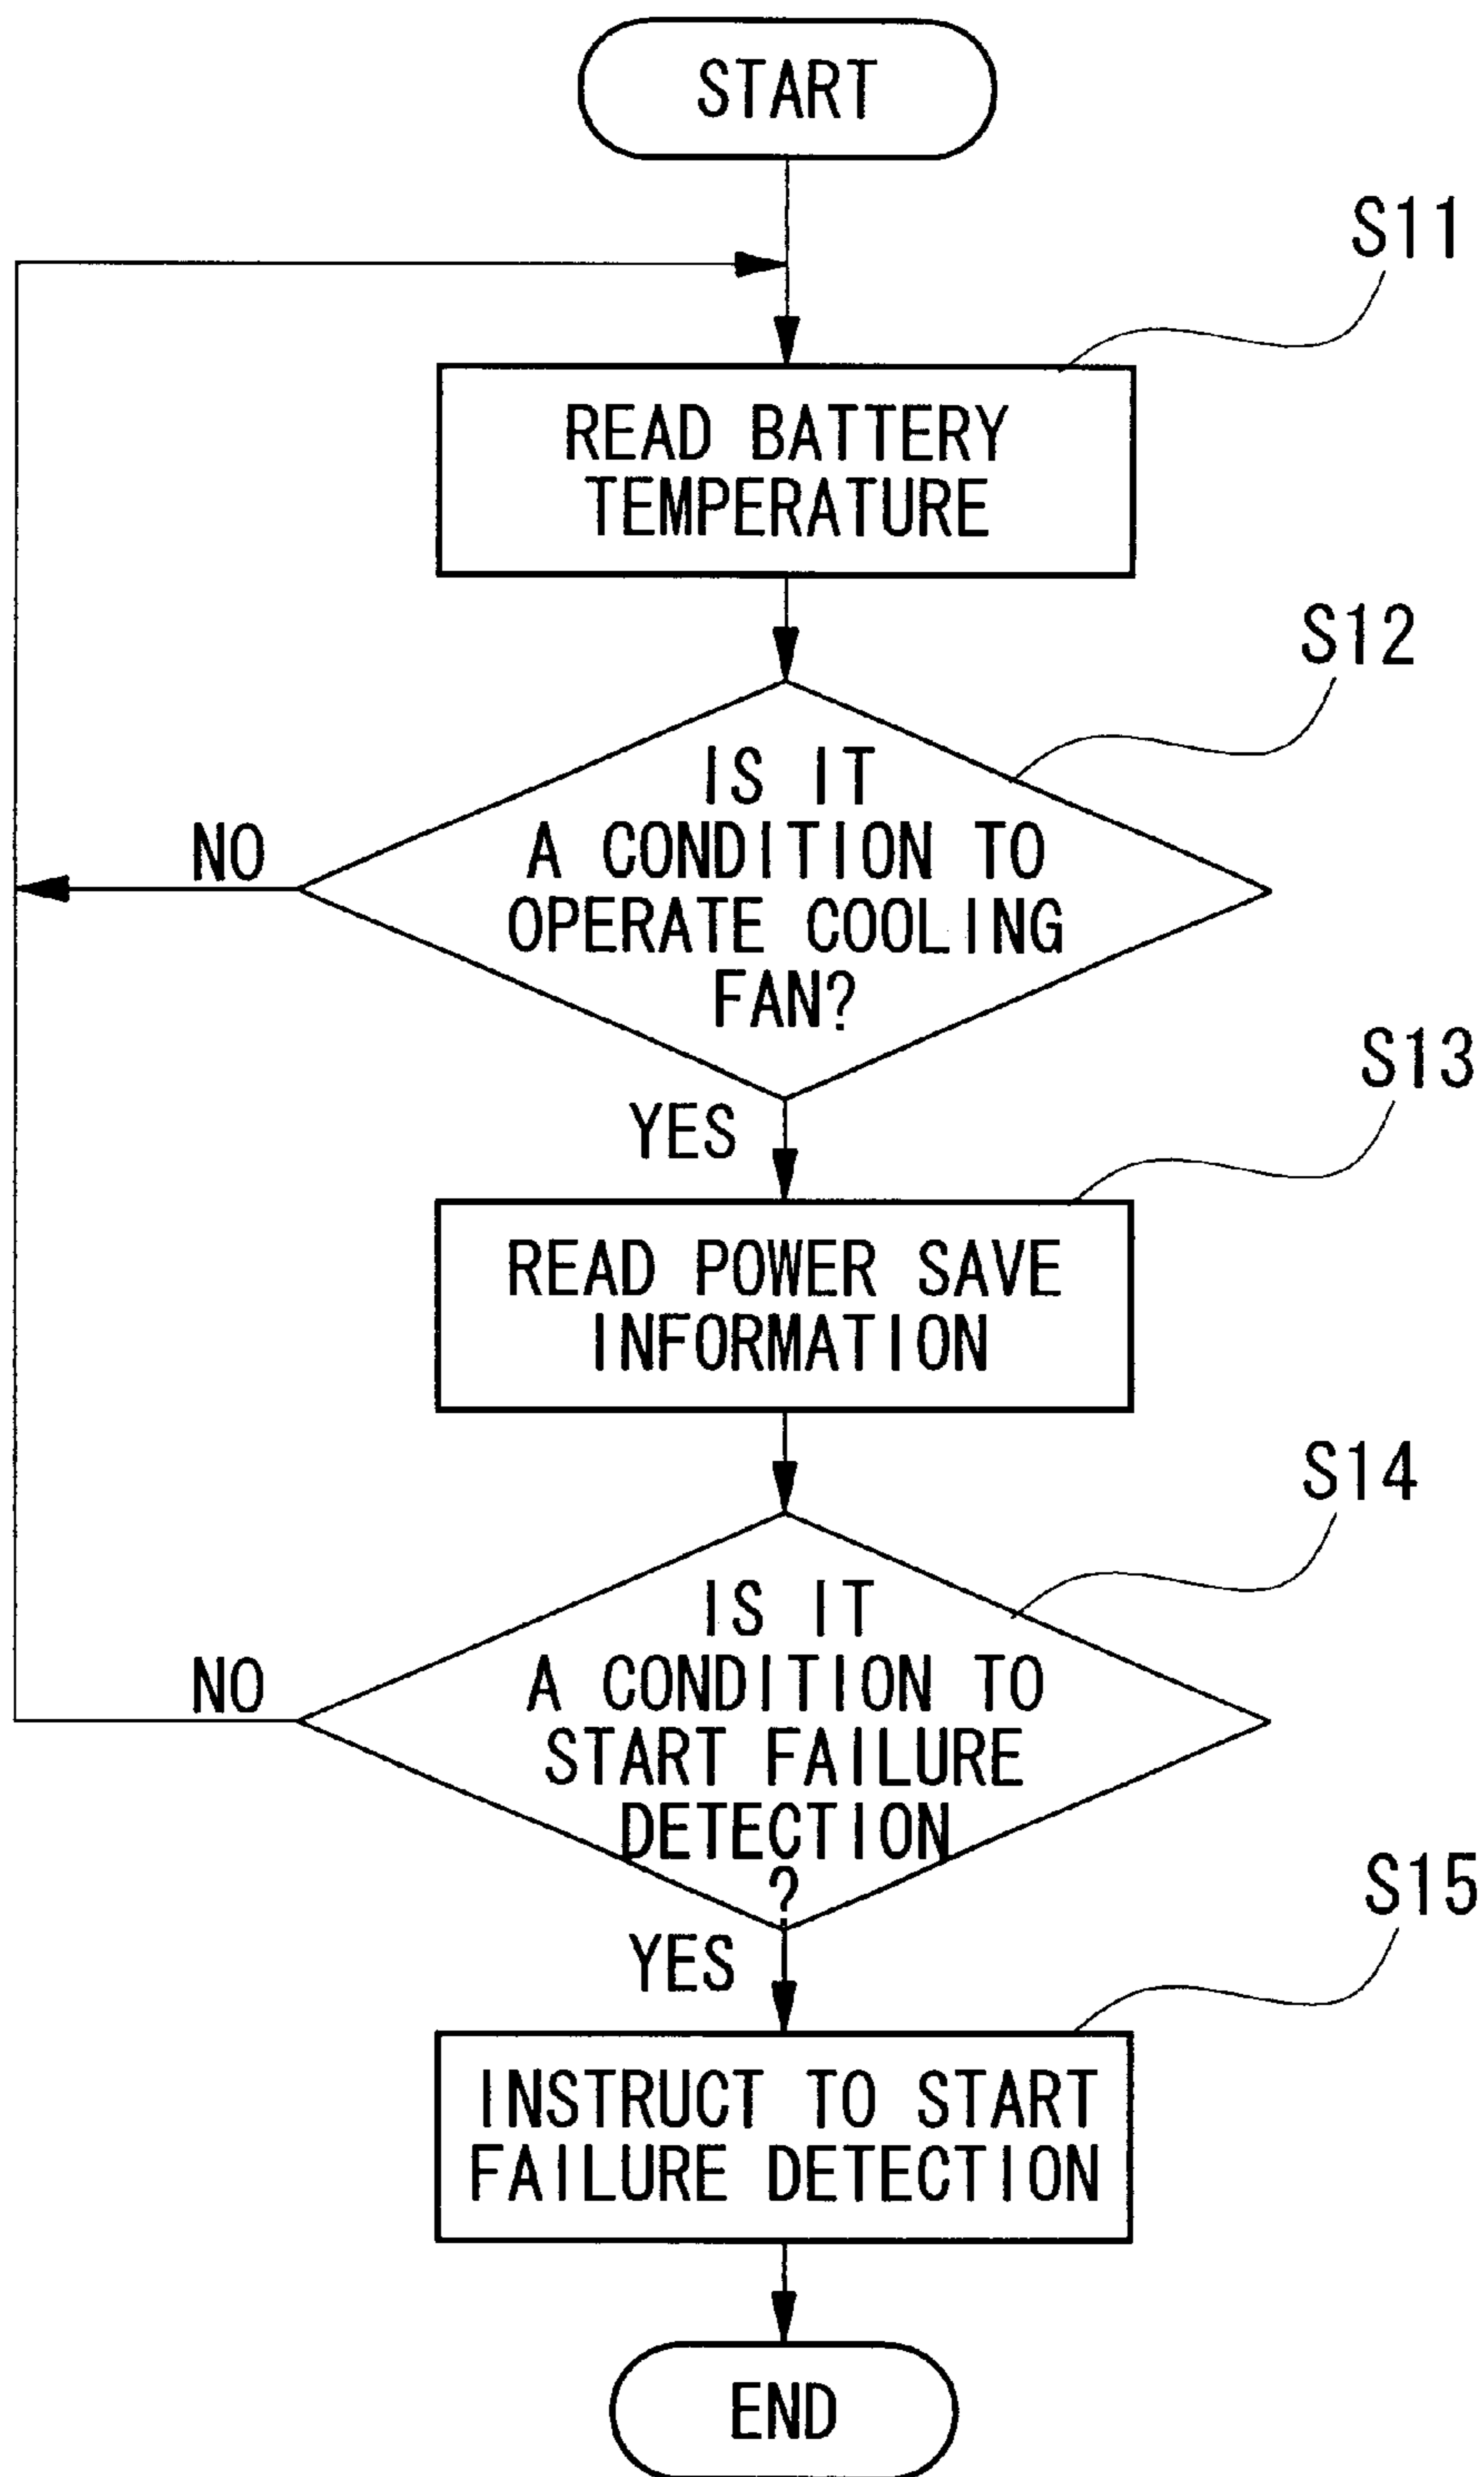 START
S11
READ BATTERY
TEMPERATURE
S12
IS IT
A CONDITION TO
OPERATE COOLING
FAN?
NO
YES
S13
READ POWER SAVE
INFORMATION
S14
IS IT
A CONDITION TO
START FAILURE
DETECTION
?
NO
YES
S15
INSTRUCT TO START
FAILURE DETECTION
END